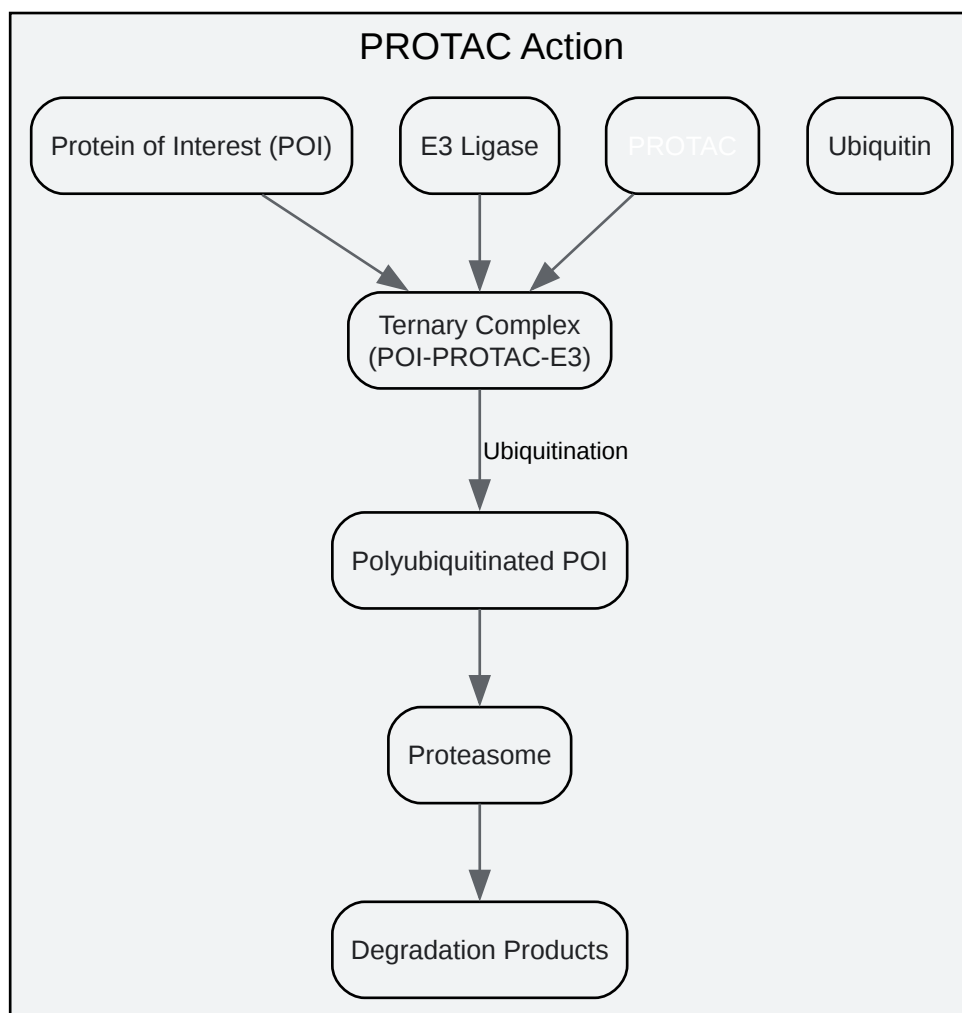 PROTAC Action
Protein of Interest (POI)
E3 Ligase
PROTAC
Ubiquitin
Ternary Complex
(POI-PROTAC-E3)
Ubiquitination
Polyubiquitinated POI
Proteasome
Degradation Products